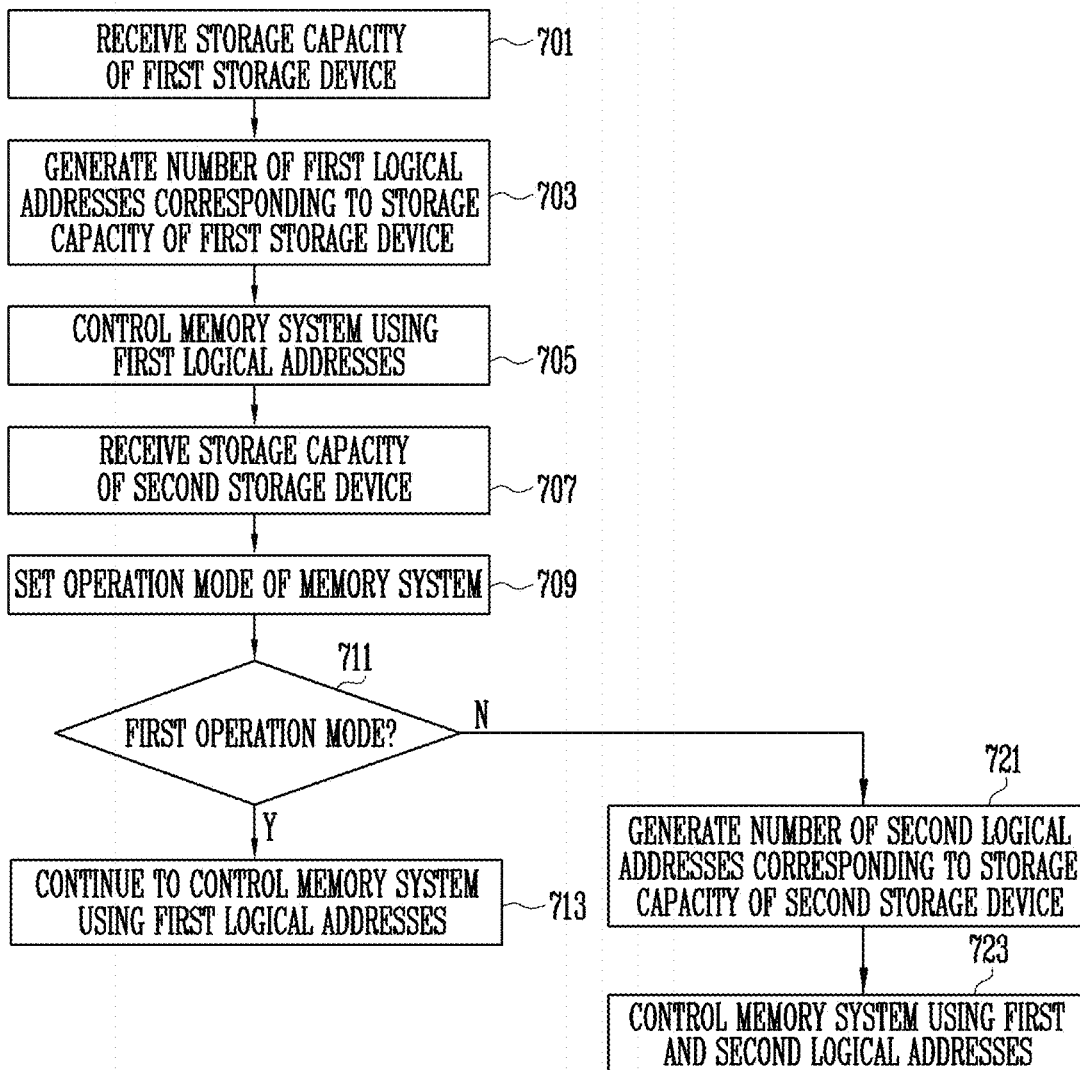 RECEIVE STORAGE CAPACITY
OF FIRST STORAGE DEVICE
701
GENERATE NUMBER OF FIRST LOGICAL
ADDRESSES CORRESPONDING TO STORAGE
CAPACITY OF FIRST STORAGE DEVICE
703
CONTROL MEMORY SYSTEM USING
FIRST LOGICAL ADDRESSES
705
RECEIVE STORAGE CAPACITY
OF SECOND STORAGE DEVICE
707
SET OPERATION MODE OF MEMORY SYSTEM
709
711
FIRST OPERATION MODE?
N
Y
CONTINUE TO CONTROL MEMORY SYSTEM
USING FIRST LOGICAL ADDRESSES
713
721
GENERATE NUMBER OF SECOND LOGICAL
ADDRESSES CORRESPONDING TO STORAGE
CAPACITY OF SECOND STORAGE DEVICE
723
CONTROL MEMORY SYSTEM USING FIRST
AND SECOND LOGICAL ADDRESSES